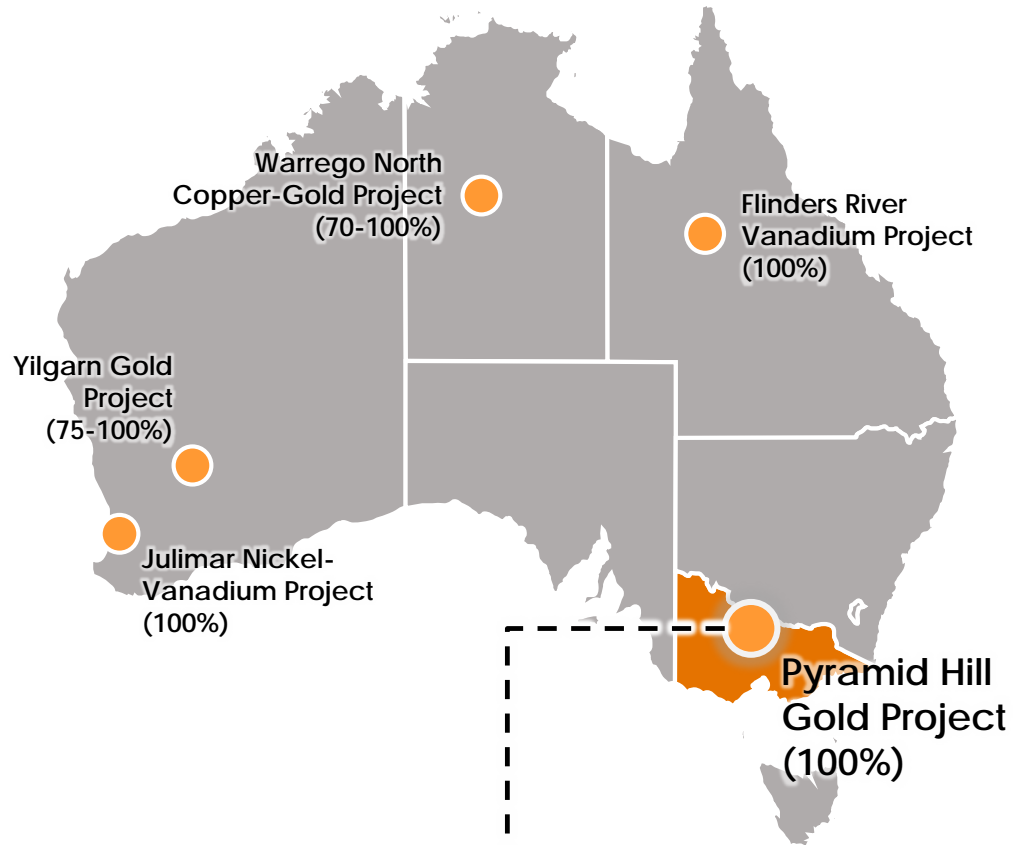 Warrego North
Copper-Gold Project
(70-100%)
Flinders River
Vanadium Project
(100%)
Yilgarn Gold
Project
(75-100%)
Julimar Nickel-
Vanadium Project
(100%)
Pyramid Hill
Gold Project
(100%)